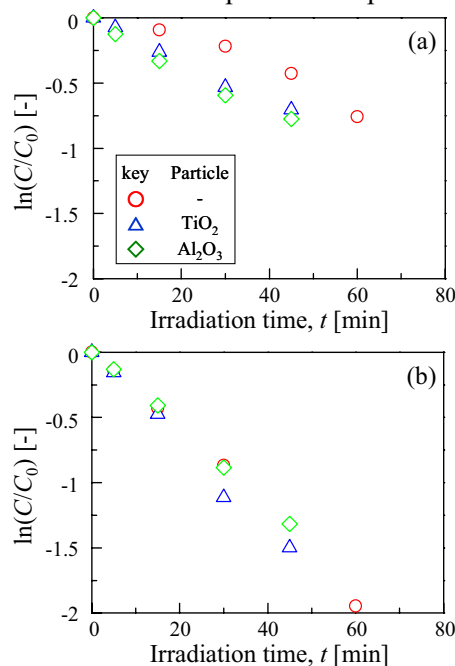 0
(a)
-0.5
-1
-1.5
-2
ln(C/C0) [-]
key Particle
-
TiO2
Al2O3
0 20 40 60 80
Irradiation time, t [min]
0
(b)
-0.5
-1
-1.5
-2
ln(C/C0) [-]
0 20 40 60 80
Irradiation time, t [min]